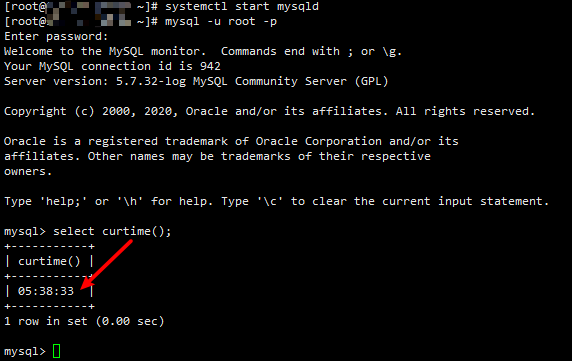 [root@ ~]# systemctl start mysqld
[root@ ~]# mysql -u root -p
Enter password:
Welcome to the MySQL monitor.  Commands end with ; or \g.
Your MySQL connection id is 942
Server version: 5.7.32-log MySQL Community Server (GPL)
Copyright (c) 2000, 2020, Oracle and/or its affiliates. All rights reserved.
Oracle is a registered trademark of Oracle Corporation and/or its
affiliates. Other names may be trademarks of their respective
owners.
Type 'help;' or '\h' for help. Type '\c' to clear the current input statement.
mysql> select curtime();
+-----------+
| curtime() |
+-----------+
| 05:38:33  |
+-----------+
1 row in set (0.00 sec)
mysql>